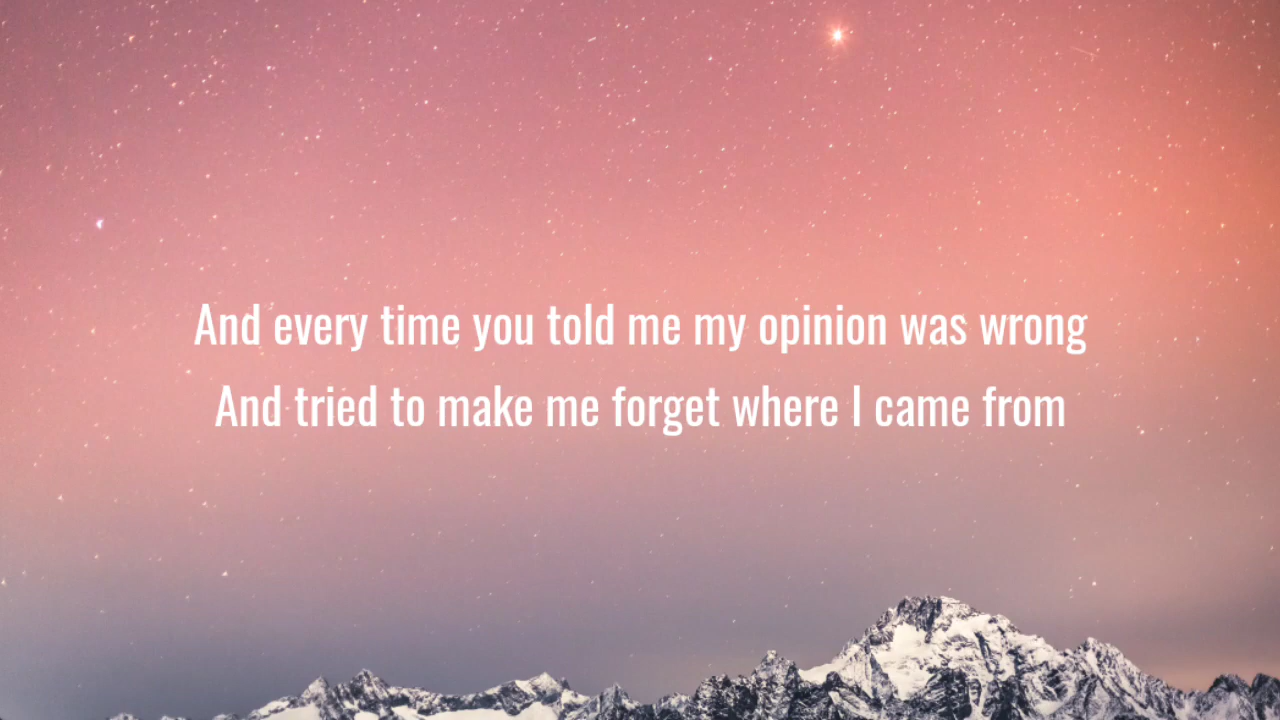 And every time you told me my opinion was wrong
And tried to make me forget where I came from